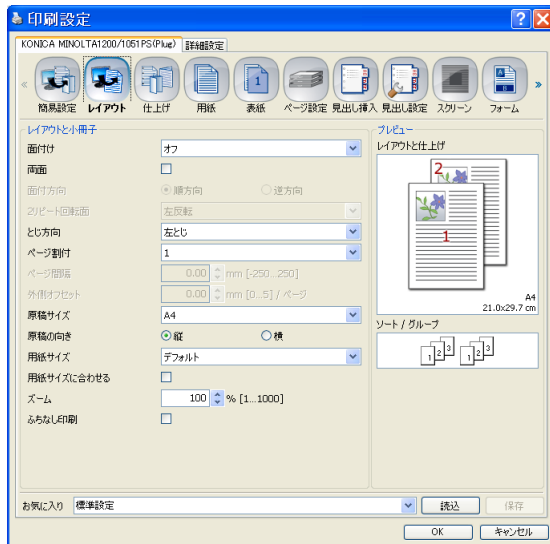 印刷設定
KONICA MINOLTA1200/1051PS(Plug) 詳細設定
簡易設定 レイアウト 仕上げ 用紙 表紙 ページ設定 見出し挿入 見出し設定 スクリーン フォーム
レイアウトと小冊子
面付け オフ
両面
面付方向 順方向 逆方向
2リピート回転面 左反転
とじ方向 左とじ
ページ割付 1
ページ間隔 0.00 mm [-250...250]
外側オフセット 0.00 mm [0...5] / ページ
原稿サイズ A4
原稿の向き 縦 横
用紙サイズ デフォルト
用紙サイズに合わせる
ズーム 100 % [1...1000]
ふちなし印刷
プレビュー
レイアウトと仕上げ
2
1
A4
21.0x29.7 cm
ソート / グループ
1 2 3 1 2 3
お気に入り 標準設定 読込 保存
OK キャンセル